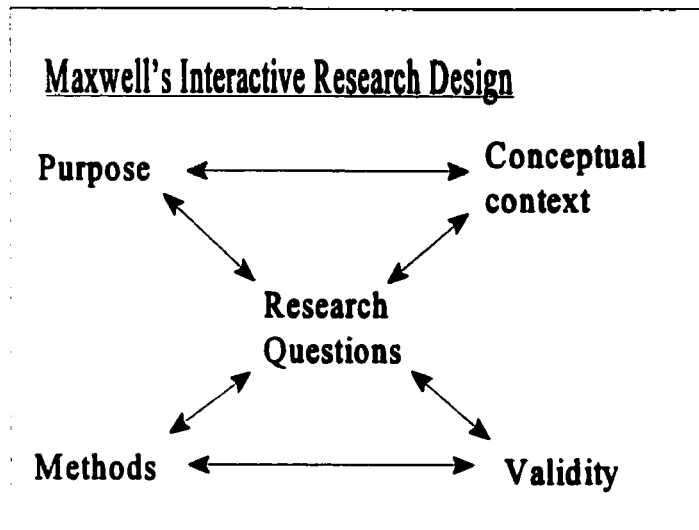 Maxwell's Interactive Research Design
Purpose
Conceptual
context
Research
Questions
Methods
Validity